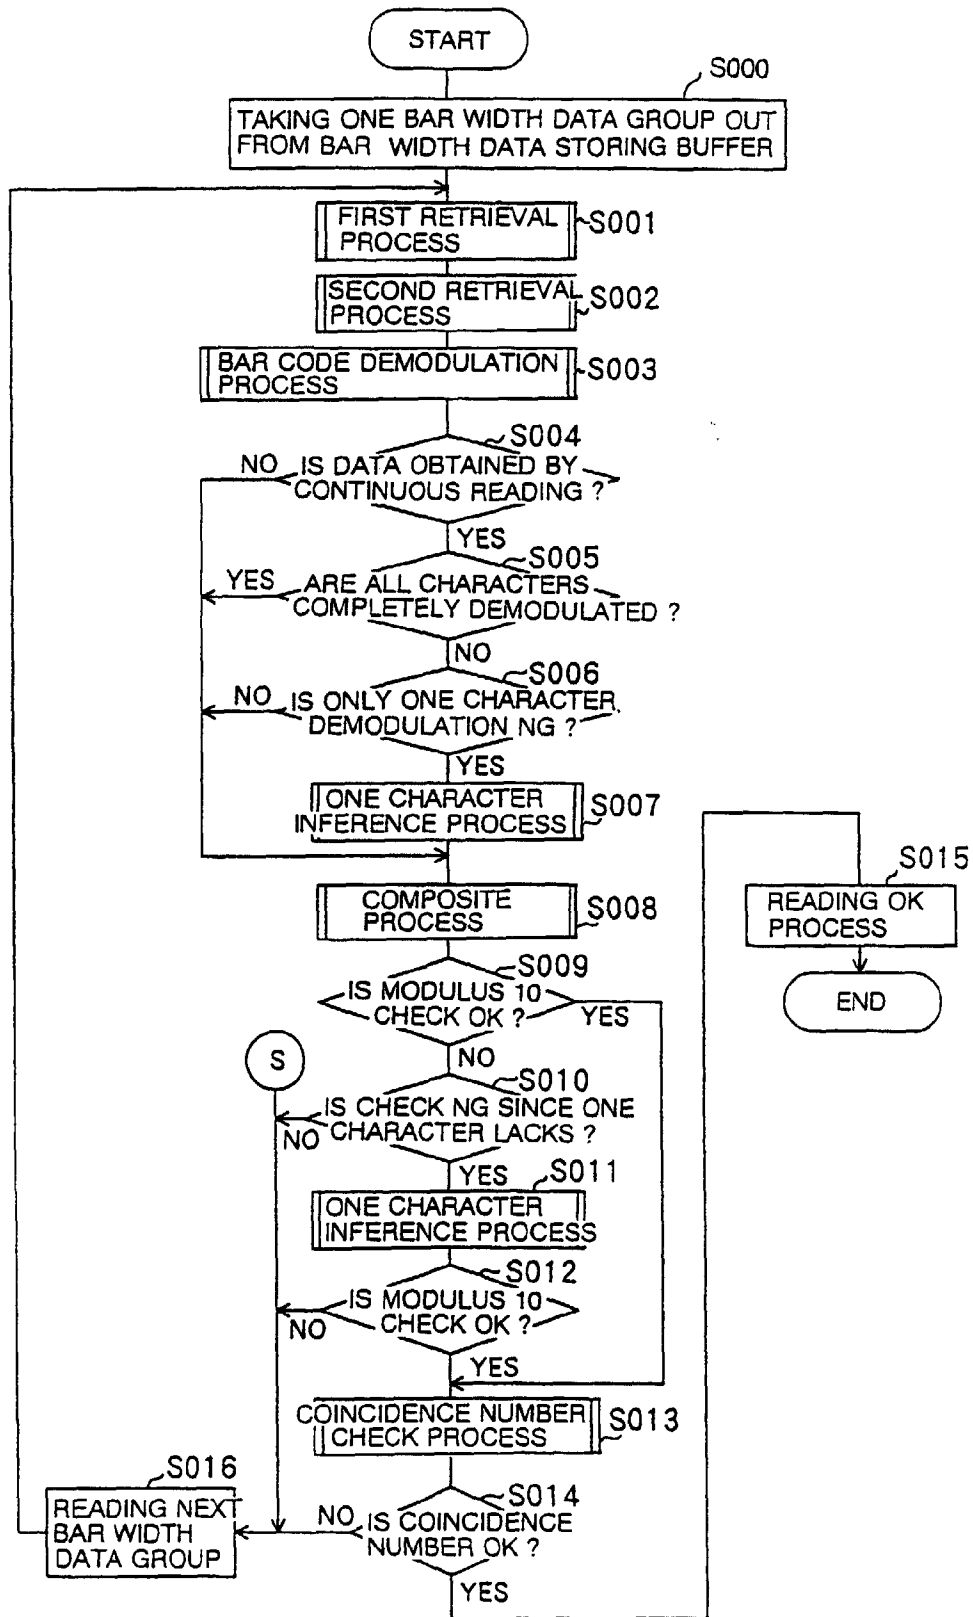 START
S000
TAKING ONE BAR WIDTH DATA GROUP OUT
FROM BAR WIDTH DATA STORING BUFFER
FIRST RETRIEVAL
PROCESS
S001
SECOND RETRIEVAL
PROCESS
S002
BAR CODE DEMODULATION
PROCESS
S003
S004
NO
IS DATA OBTAINED BY
CONTINUOUS READING ?
YES
S005
YES
ARE ALL CHARACTERS
COMPLETELY DEMODULATED ?
NO
S006
NO
IS ONLY ONE CHARACTER
DEMODULATION NG ?
YES
ONE CHARACTER
INFERENCE PROCESS
S007
COMPOSITE
PROCESS
S008
S009
IS MODULUS 10
CHECK OK ?
YES
NO
S
S010
IS CHECK NG SINCE ONE
CHARACTER LACKS ?
NO
YES
S011
ONE CHARACTER
INFERENCE PROCESS
S012
IS MODULUS 10
CHECK OK ?
NO
YES
COINCIDENCE NUMBER
CHECK PROCESS
S013
S014
NO
IS COINCIDENCE
NUMBER OK ?
YES
S016
READING NEXT
BAR WIDTH
DATA GROUP
S015
READING OK
PROCESS
END